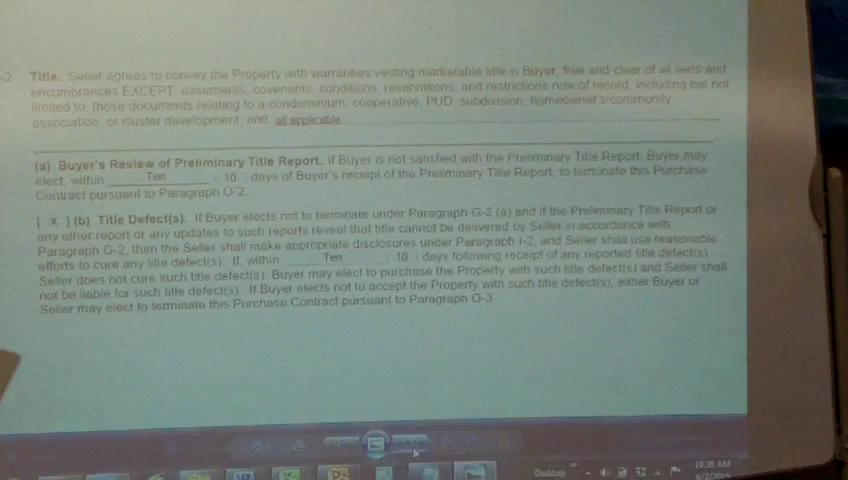 -2 Title. Seller agrees to convey the Property with warranties vesting marketable title in Buyer, free and clear of all liens and
encumbrances EXCEPT: easements, covenants, conditions, reservations, and restrictions now of record, including but not
limited to, those documents relating to a condominium, cooperative, PUD, subdivision, homeowner's/community
association, or cluster development; and all applicable
(a) Buyer's Review of Preliminary Title Report. If Buyer is not satisfied with the Preliminary Title Report, Buyer may
elect, within Ten ( 10 ) days of Buyer's receipt of the Preliminary Title Report, to terminate this Purchase
Contract pursuant to Paragraph O-2.
[ X ] (b) Title Defect(s). If Buyer elects not to terminate under Paragraph G-2 (a) and if the Preliminary Title Report or
any other report or any updates to such reports reveal that title cannot be delivered by Seller in accordance with
Paragraph G-2, then the Seller shall make appropriate disclosures under Paragraph I-2, and Seller shall use reasonable
efforts to cure any title defect(s). If, within Ten ( 10 ) days following receipt of any reported title defect(s)
Seller does not cure such title defect(s), Buyer may elect to purchase the Property with such title defect(s) and Seller shall
not be liable for such title defect(s). If Buyer elects not to accept the Property with such title defect(s), either Buyer or
Seller may elect to terminate this Purchase Contract pursuant to Paragraph O-3
Desktop
10:35 AM